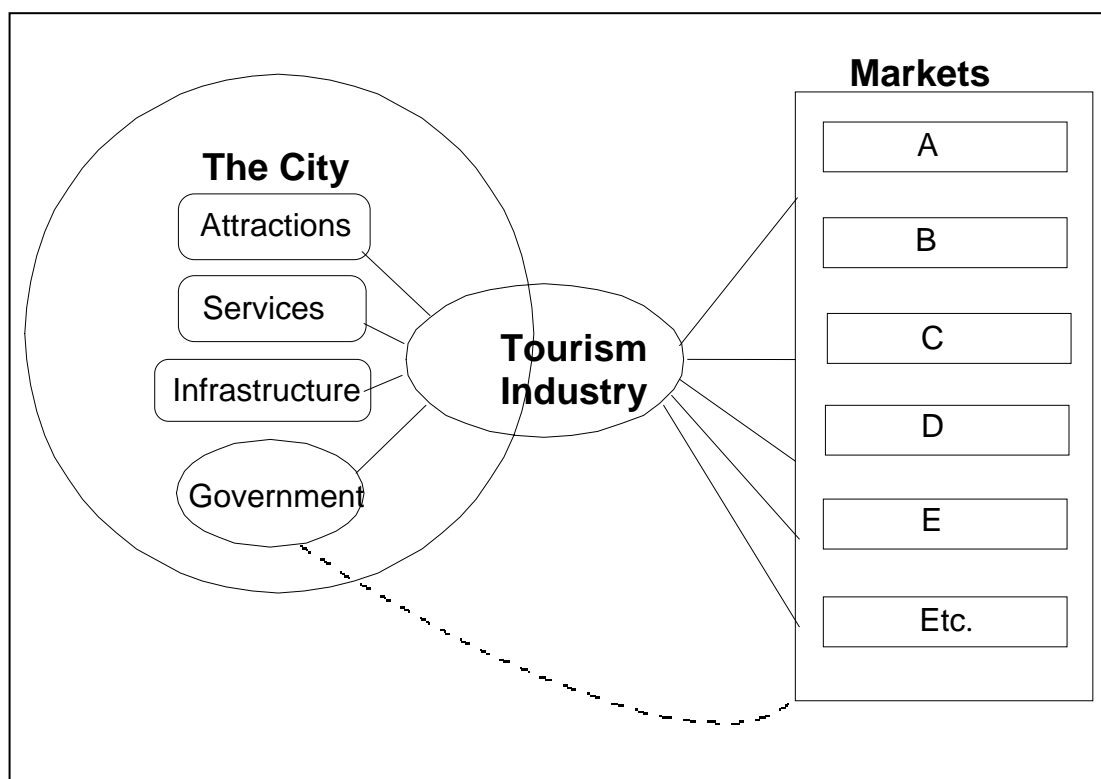 The City
Attractions
Services
Infrastructure
Government
Tourism
Industry
Markets
A
B
C
D
E
Etc.